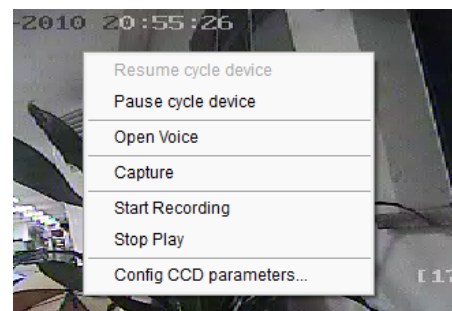 -2010 20:55:26
Resume cycle device
Pause cycle device
Open Voice
Capture
Start Recording
Stop Play
Config CCD parameters...
[17